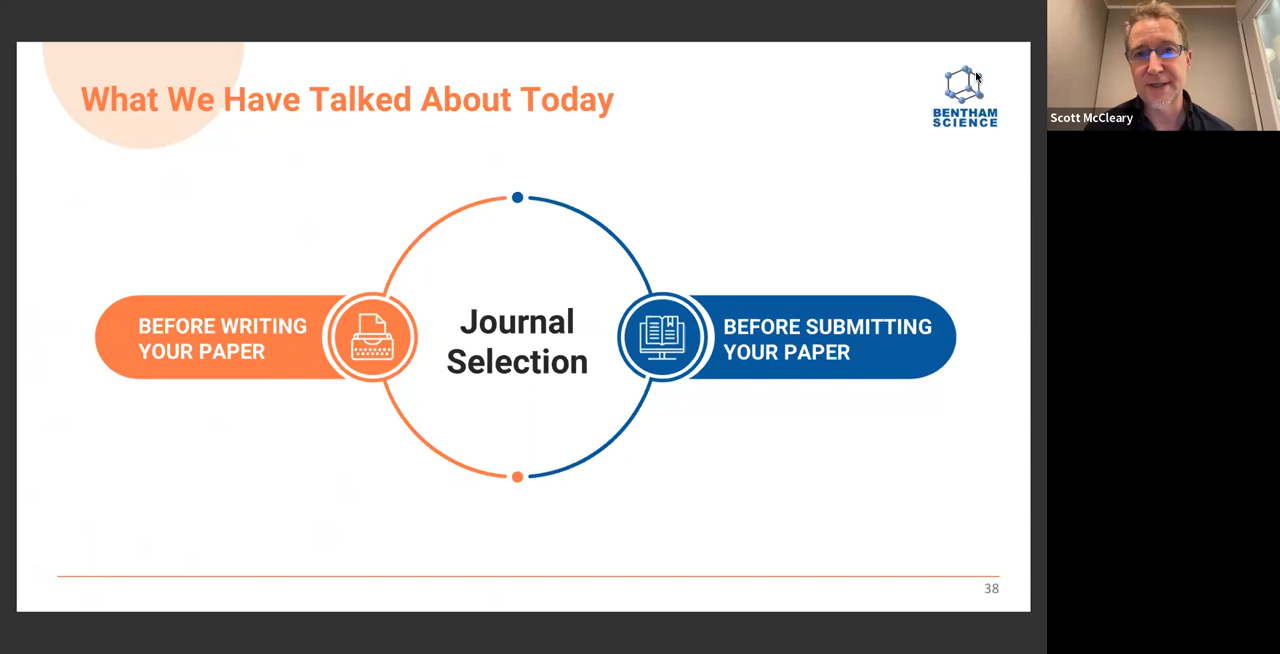 What We Have Talked About Today
BENTHAM
SCIENCE
Scott McCleary
BEFORE WRITING
YOUR PAPER
Journal
Selection
BEFORE SUBMITTING
YOUR PAPER
38